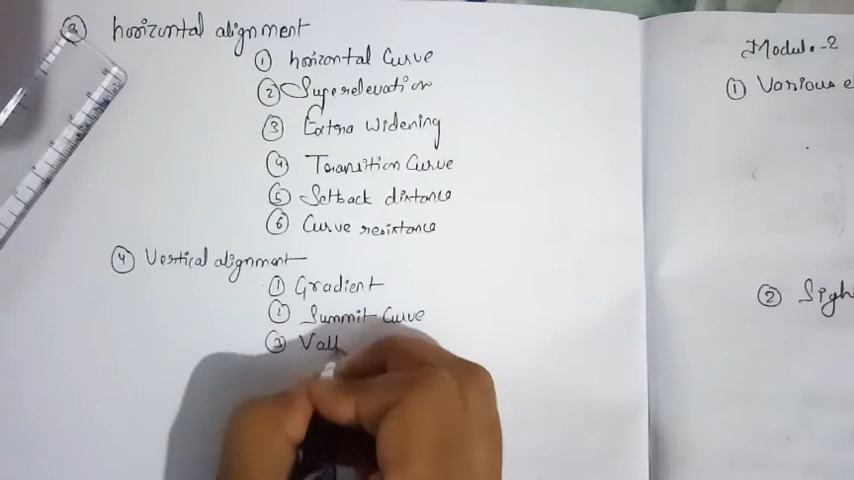 ③ horizontal alignment
① horizontal Curve
② Superelevation
③ Extra Widening
④ Transition Curve
⑤ Setback distance
⑥ Curve resistance
④ Vertical alignment
① Gradient
② Summit Curve
③ Vall
Module-2
① Various e
② Sigh